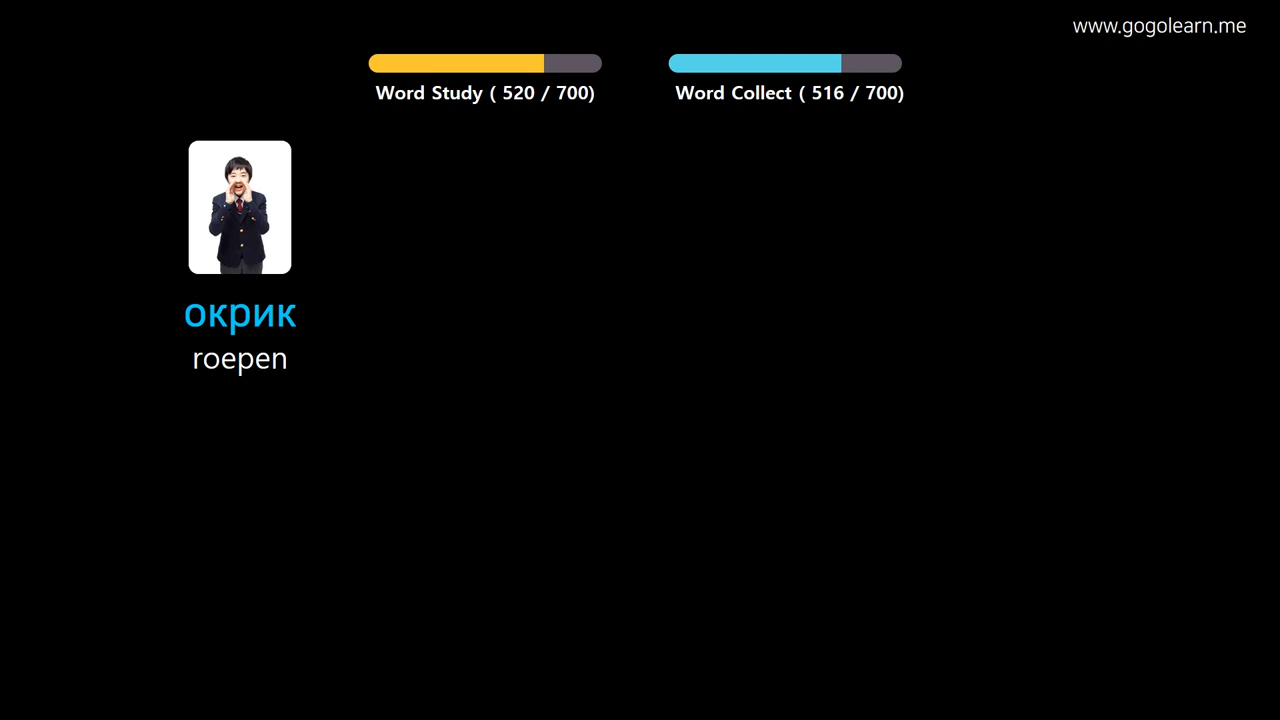 www.gogolearn.me
Word Study ( 520 / 700)
Word Collect ( 516 / 700)
окрик
roepen